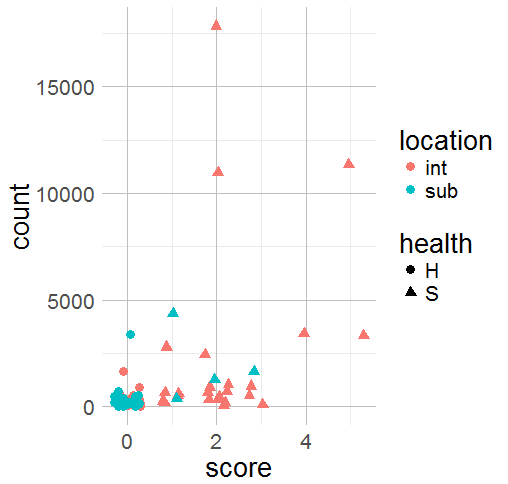 15000
10000
5000
0
count
0 2 4
score
location
int
sub
health
H
S